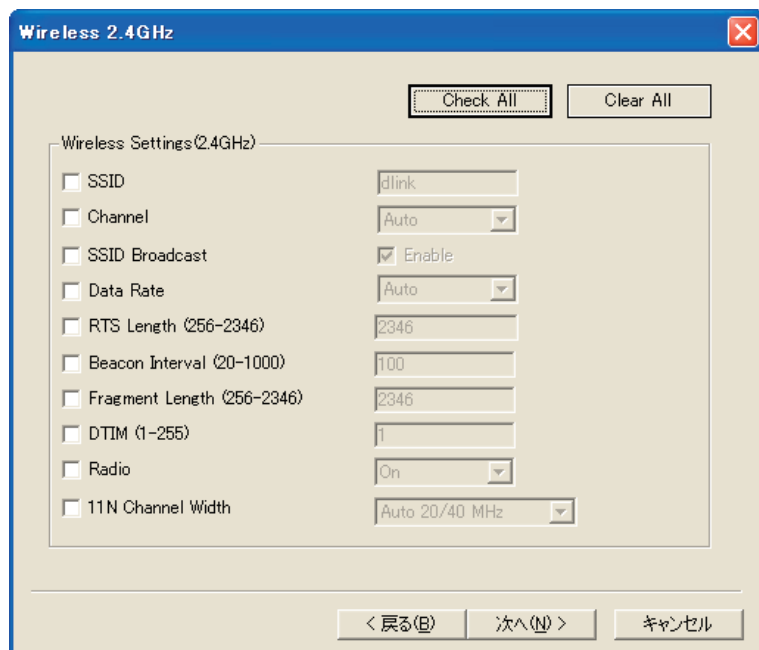 Wireless 2.4GHz
Check All Clear All
Wireless Settings(2.4GHz)
SSID dlink
Channel Auto
SSID Broadcast Enable
Data Rate Auto
RTS Length (256-2346) 2346
Beacon Interval (20-1000) 100
Fragment Length (256-2346) 2346
DTIM (1-255) 1
Radio On
11N Channel Width Auto 20/40 MHz
< 戻る(B) 次へ(N) > キャンセル